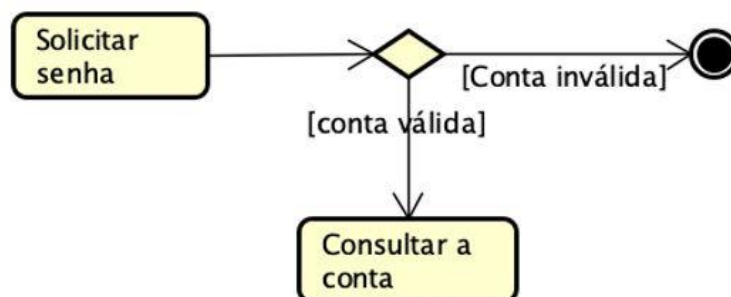 Solicitar
senha
[Conta inválida]
[conta válida]
Consultar a
conta